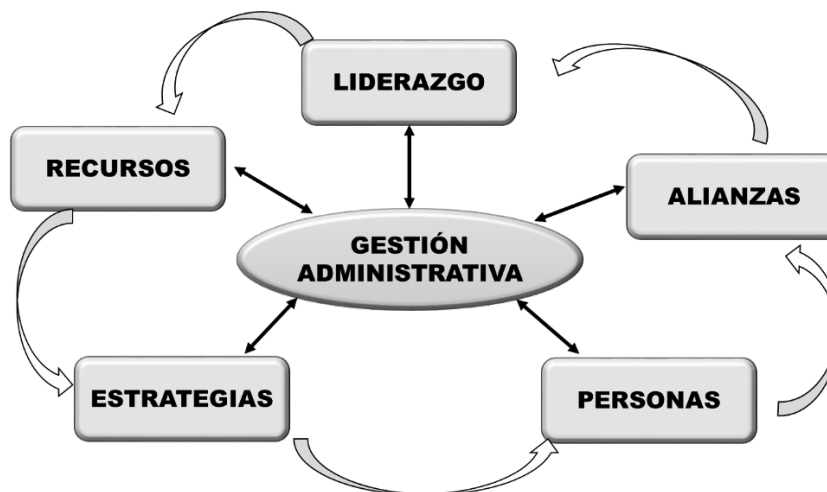 LIDERAZGO
RECURSOS
ALIANZAS
GESTIÓN
ADMINISTRATIVA
ESTRATEGIAS
PERSONAS